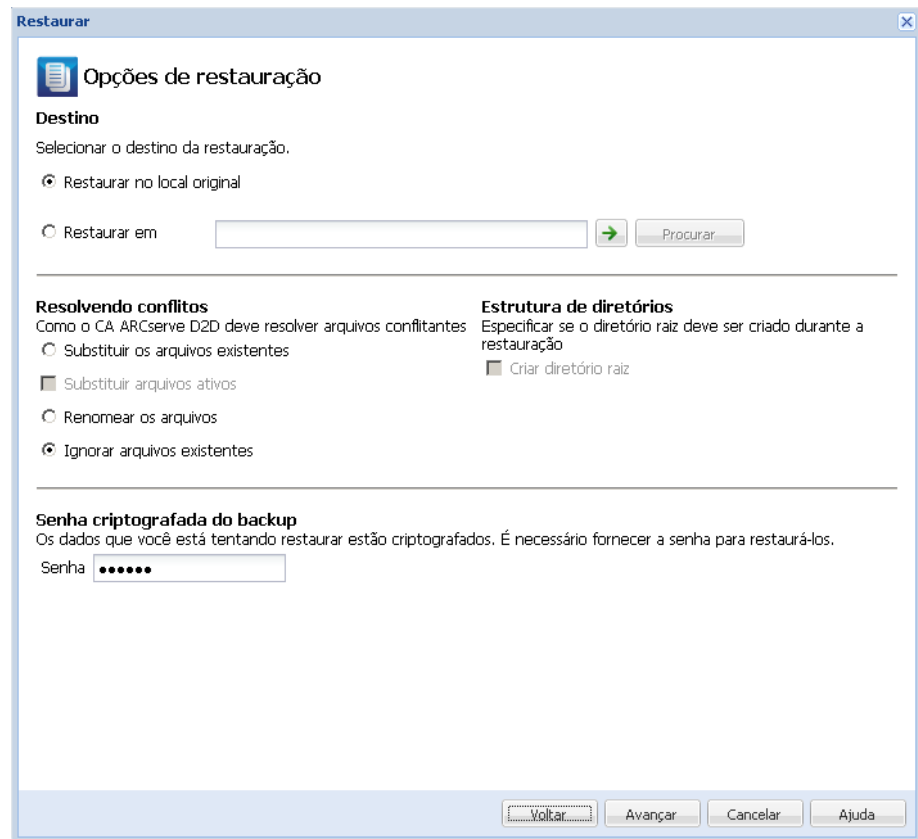 Restaurar
Opções de restauração
Destino
Selecionar o destino da restauração.
Restaurar no local original
Restaurar em
Procurar
Resolvendo conflitos
Como o CA ARCserve D2D deve resolver arquivos conflitantes
Substituir os arquivos existentes
Substituir arquivos ativos
Renomear os arquivos
Ignorar arquivos existentes
Estrutura de diretórios
Especificar se o diretório raiz deve ser criado durante a
restauração
Criar diretório raiz
Senha criptografada do backup
Os dados que você está tentando restaurar estão criptografados. É necessário fornecer a senha para restaurá-los.
Senha ••••••
Voltar Avançar Cancelar Ajuda